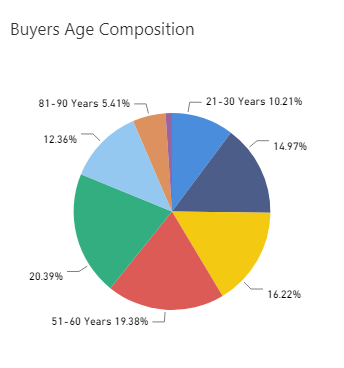 Buyers Age Composition
81-90 Years 5.41%
21-30 Years 10.21%
12.36%
14.97%
20.39%
16.22%
51-60 Years 19.38%